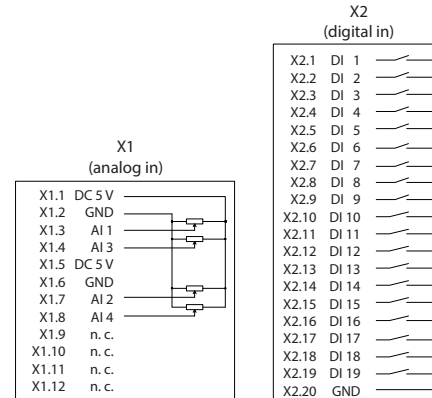 X1
(analog in)
X1.1 DC 5 V
X1.2 GND
X1.3 AI 1
X1.4 AI 3
X1.5 DC 5 V
X1.6 GND
X1.7 AI 2
X1.8 AI 4
X1.9 n. c.
X1.10 n. c.
X1.11 n. c.
X1.12 n. c.
X2
(digital in)
X2.1 DI 1
X2.2 DI 2
X2.3 DI 3
X2.4 DI 4
X2.5 DI 5
X2.6 DI 6
X2.7 DI 7
X2.8 DI 8
X2.9 DI 9
X2.10 DI 10
X2.11 DI 11
X2.12 DI 12
X2.13 DI 13
X2.14 DI 14
X2.15 DI 15
X2.16 DI 16
X2.17 DI 17
X2.18 DI 18
X2.19 DI 19
X2.20 GND